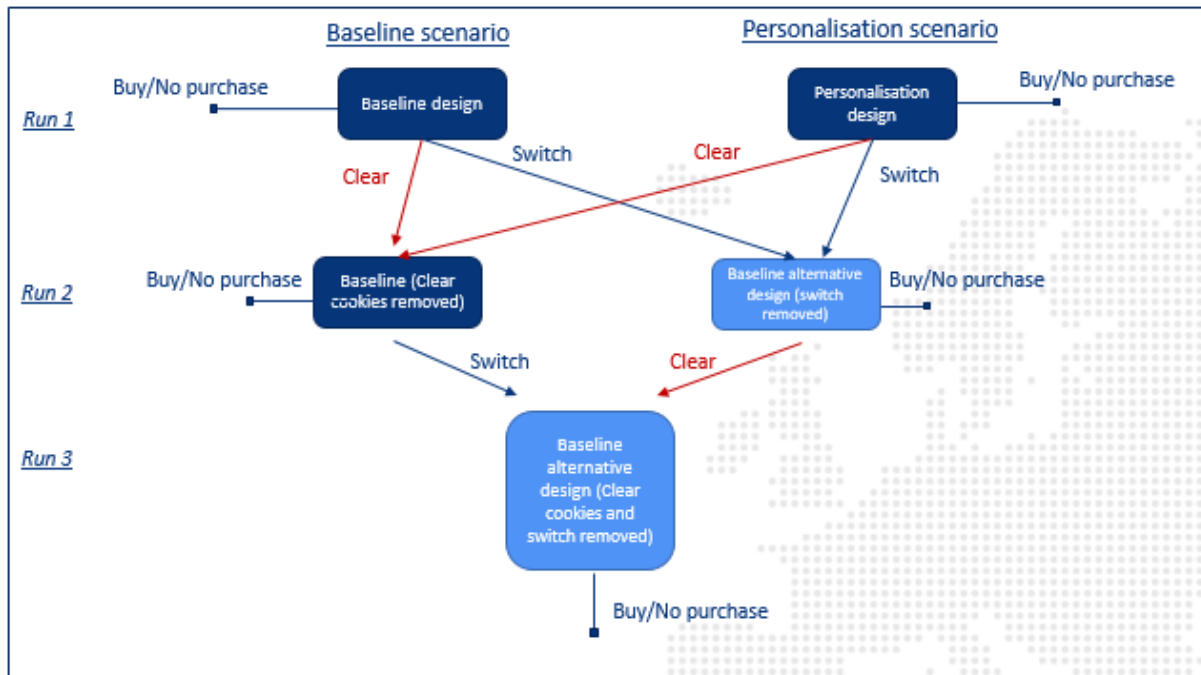 Baseline scenario
Personalisation scenario
Buy/No purchase
Baseline design
Personalisation
design
Buy/No purchase
Run 1
Clear
Switch
Clear
Switch
Run 2
Buy/No purchase
Baseline (Clear
cookies removed)
Baseline alternative
design (switch
removed)
Buy/No purchase
Switch
Clear
Run 3
Baseline
alternative
design (Clear
cookies and
switch removed)
Buy/No purchase